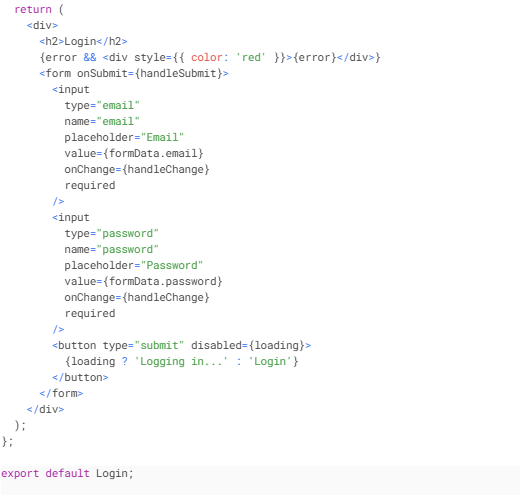 return (
    <div>
      <h2>Login</h2>
      {error && <div style={{ color: 'red' }}>{error}</div>}
      <form onSubmit={handleSubmit}>
        <input
          type="email"
          name="email"
          placeholder="Email"
          value={formData.email}
          onChange={handleChange}
          required
        />
        <input
          type="password"
          name="password"
          placeholder="Password"
          value={formData.password}
          onChange={handleChange}
          required
        />
        <button type="submit" disabled={loading}>
          {loading ? 'Logging in...' : 'Login'}
        </button>
      </form>
    </div>
  );
};

export default Login;